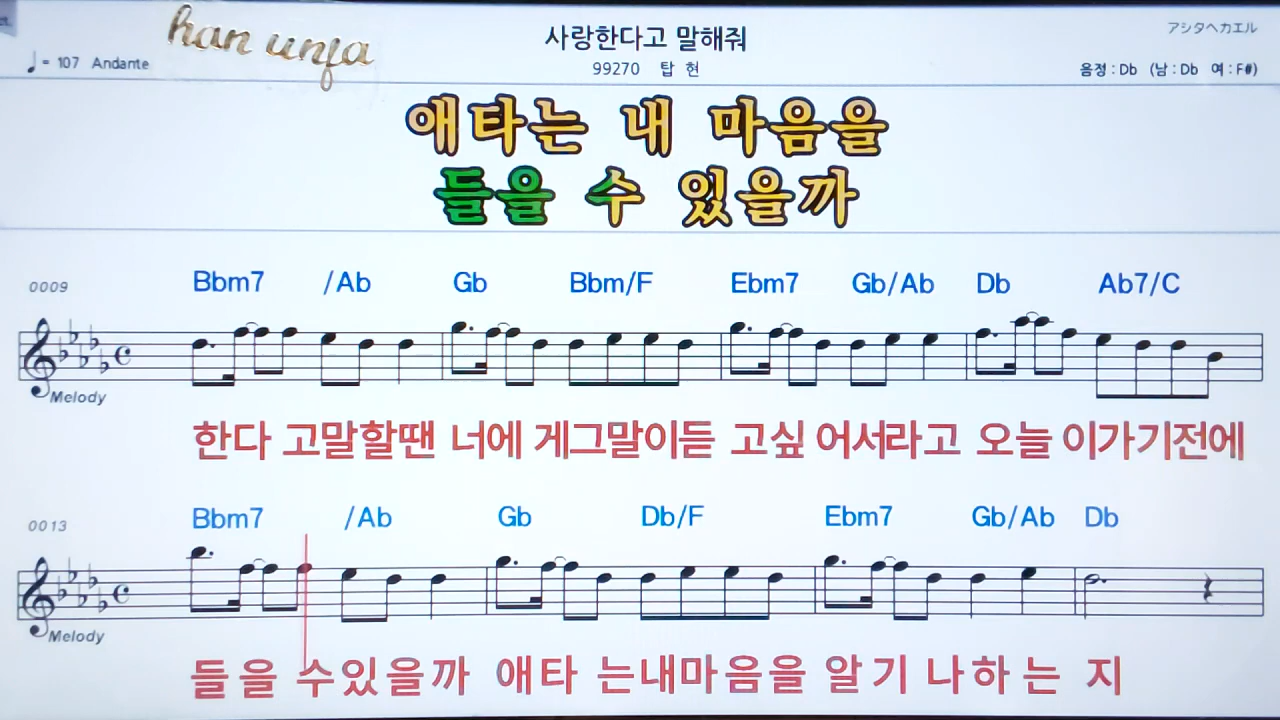 han unja
사랑한다고 말해줘
アシタヘカエル
♩= 107 Andante
99270 탑 현
음정 : Db (남 : Db 여 : F#)
애타는 내 마음을
들을 수 있을까
0009
Bbm7 /Ab Gb Bbm/F Ebm7 Gb/Ab Db Ab7/C
Melody
한다 고말할땐 너에 게그말이듣 고싶 어서라고 오늘 이가기전에
0013
Bbm7 /Ab Gb Db/F Ebm7 Gb/Ab Db
Melody
들을 수있을까 애타 는내마음을 알기나하는 지